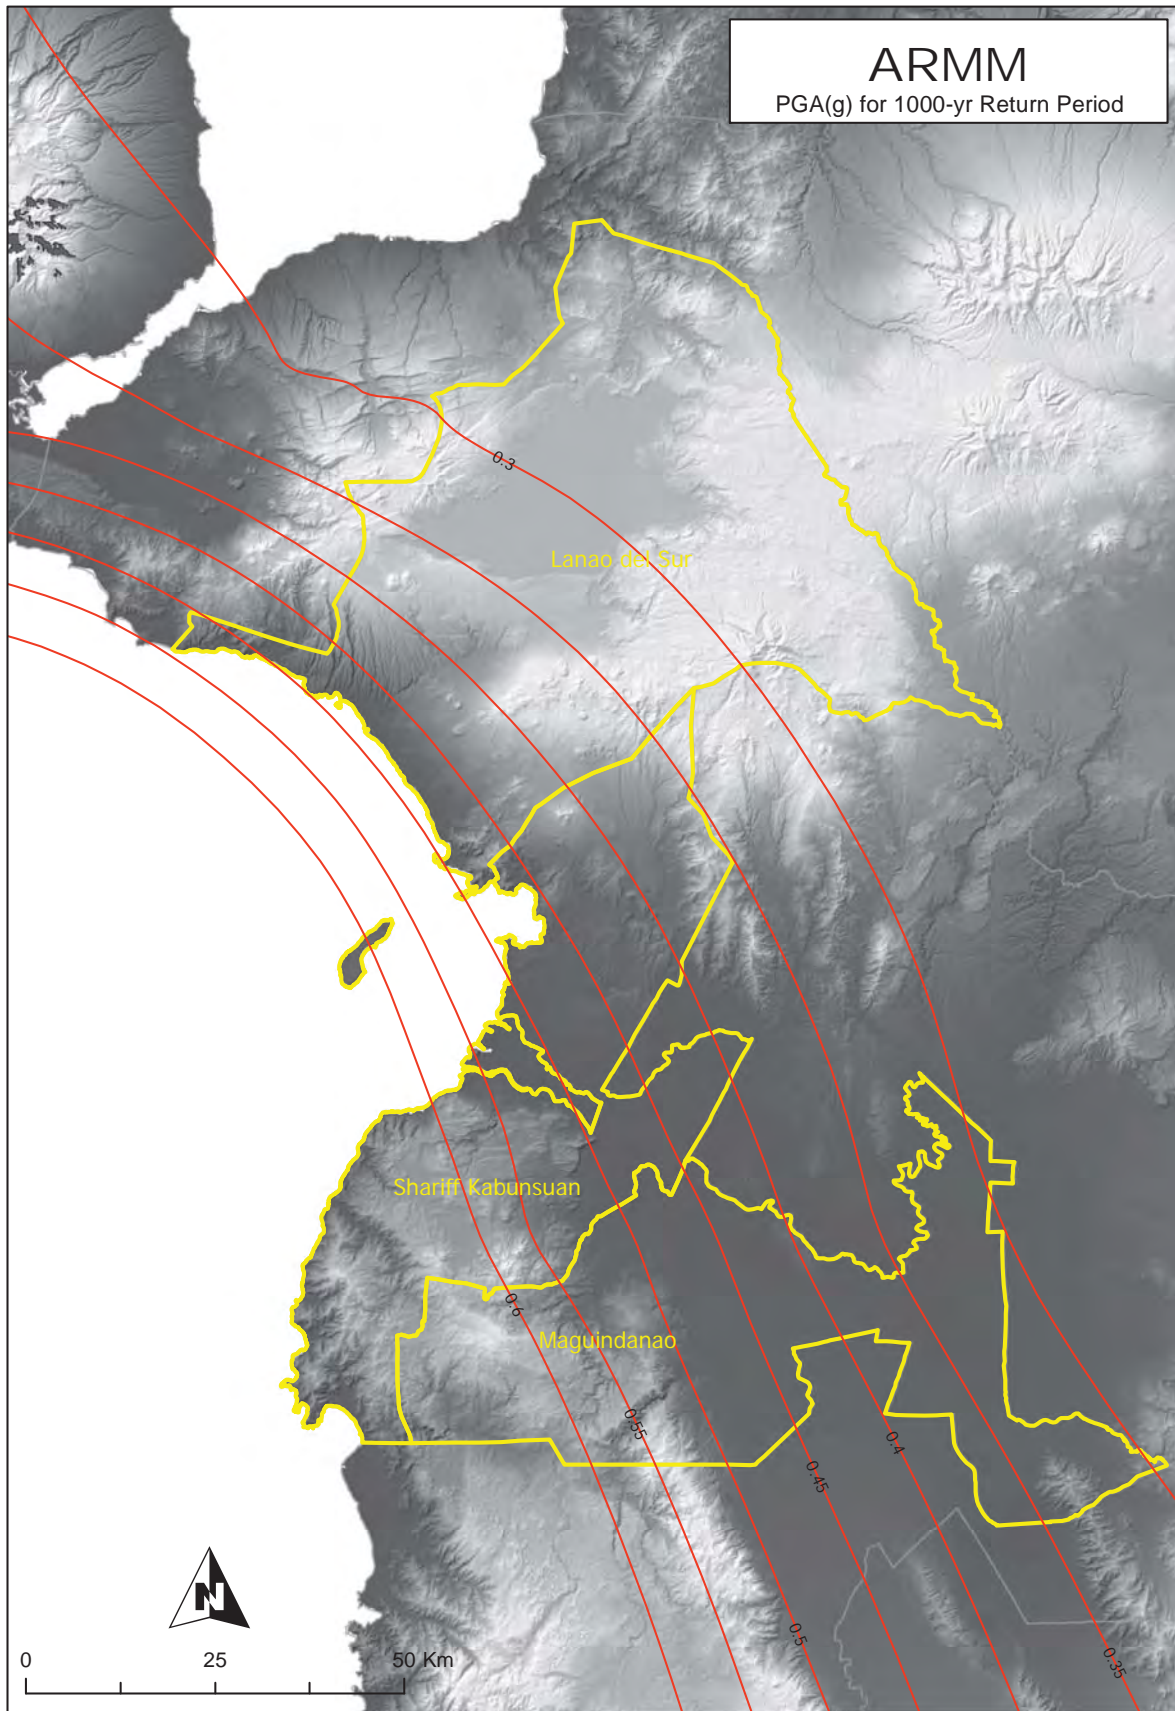 ARMM
PGA(g) for 1000-yr Return Period
0.3
Lanao del Sur
Shariff Kabunsuan
0.6
Maguindanao
0.55
0.4
0.45
0.5
0.35
N
0 25 50 Km